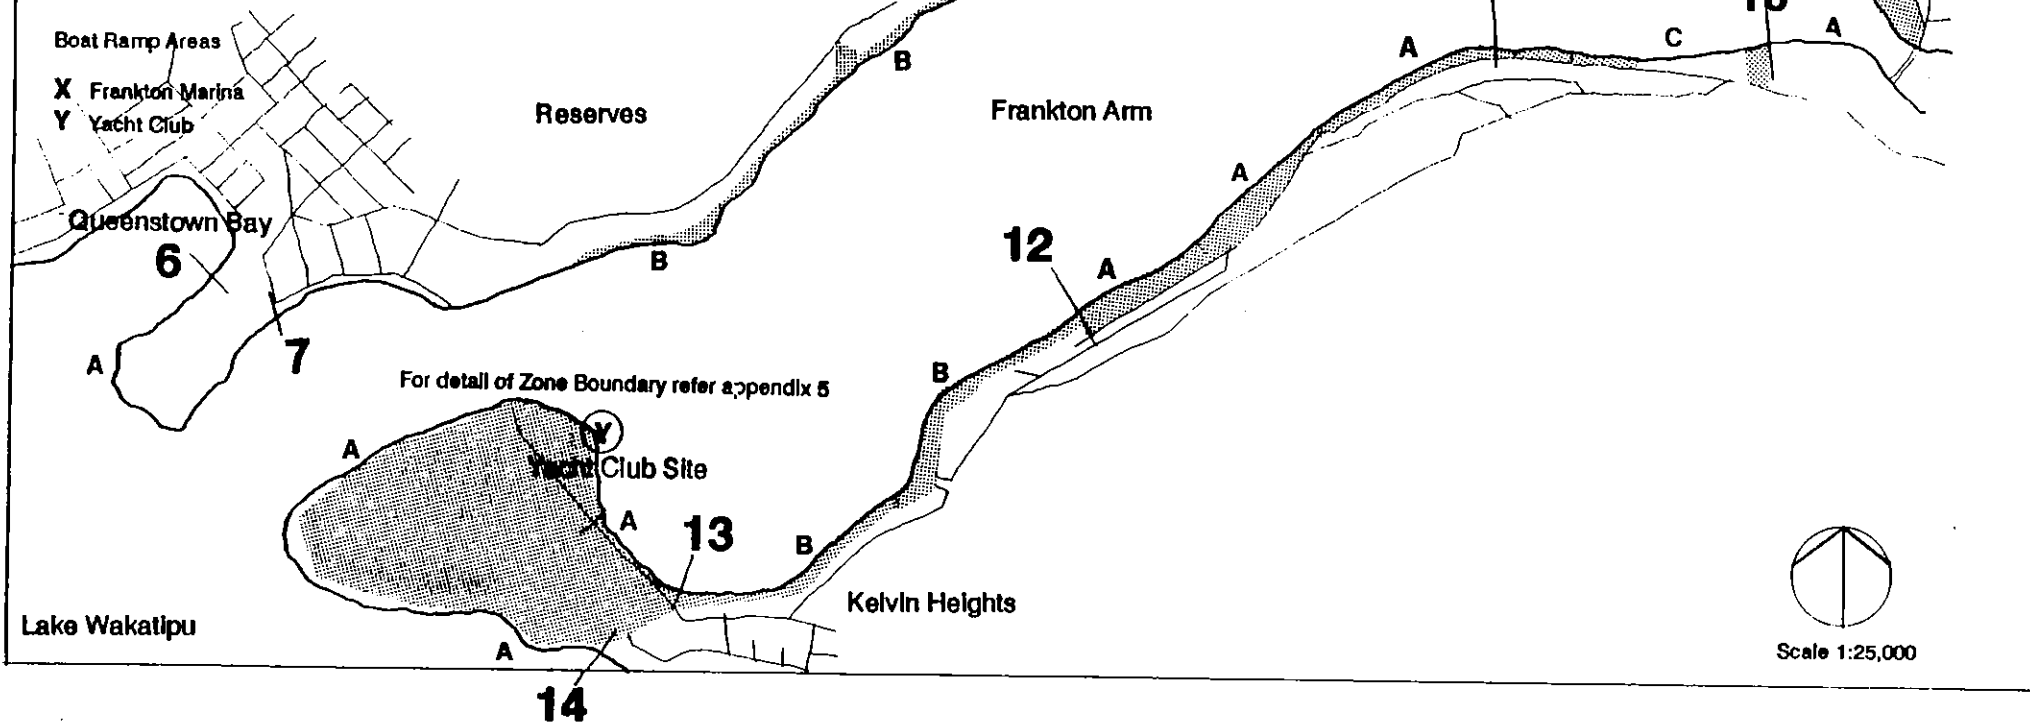 Boat Ramp Areas
X Frankton Marina
Y Yacht Club
Reserves
Frankton Arm
B
A
C
A
A
Queenstown Bay
6
B
12
A
7
A
For detail of Zone Boundary refer appendix 5
B
Y
A
Yacht Club Site
A
13
B
Kelvin Heights
Lake Wakatipu
A
14
Scale 1:25,000